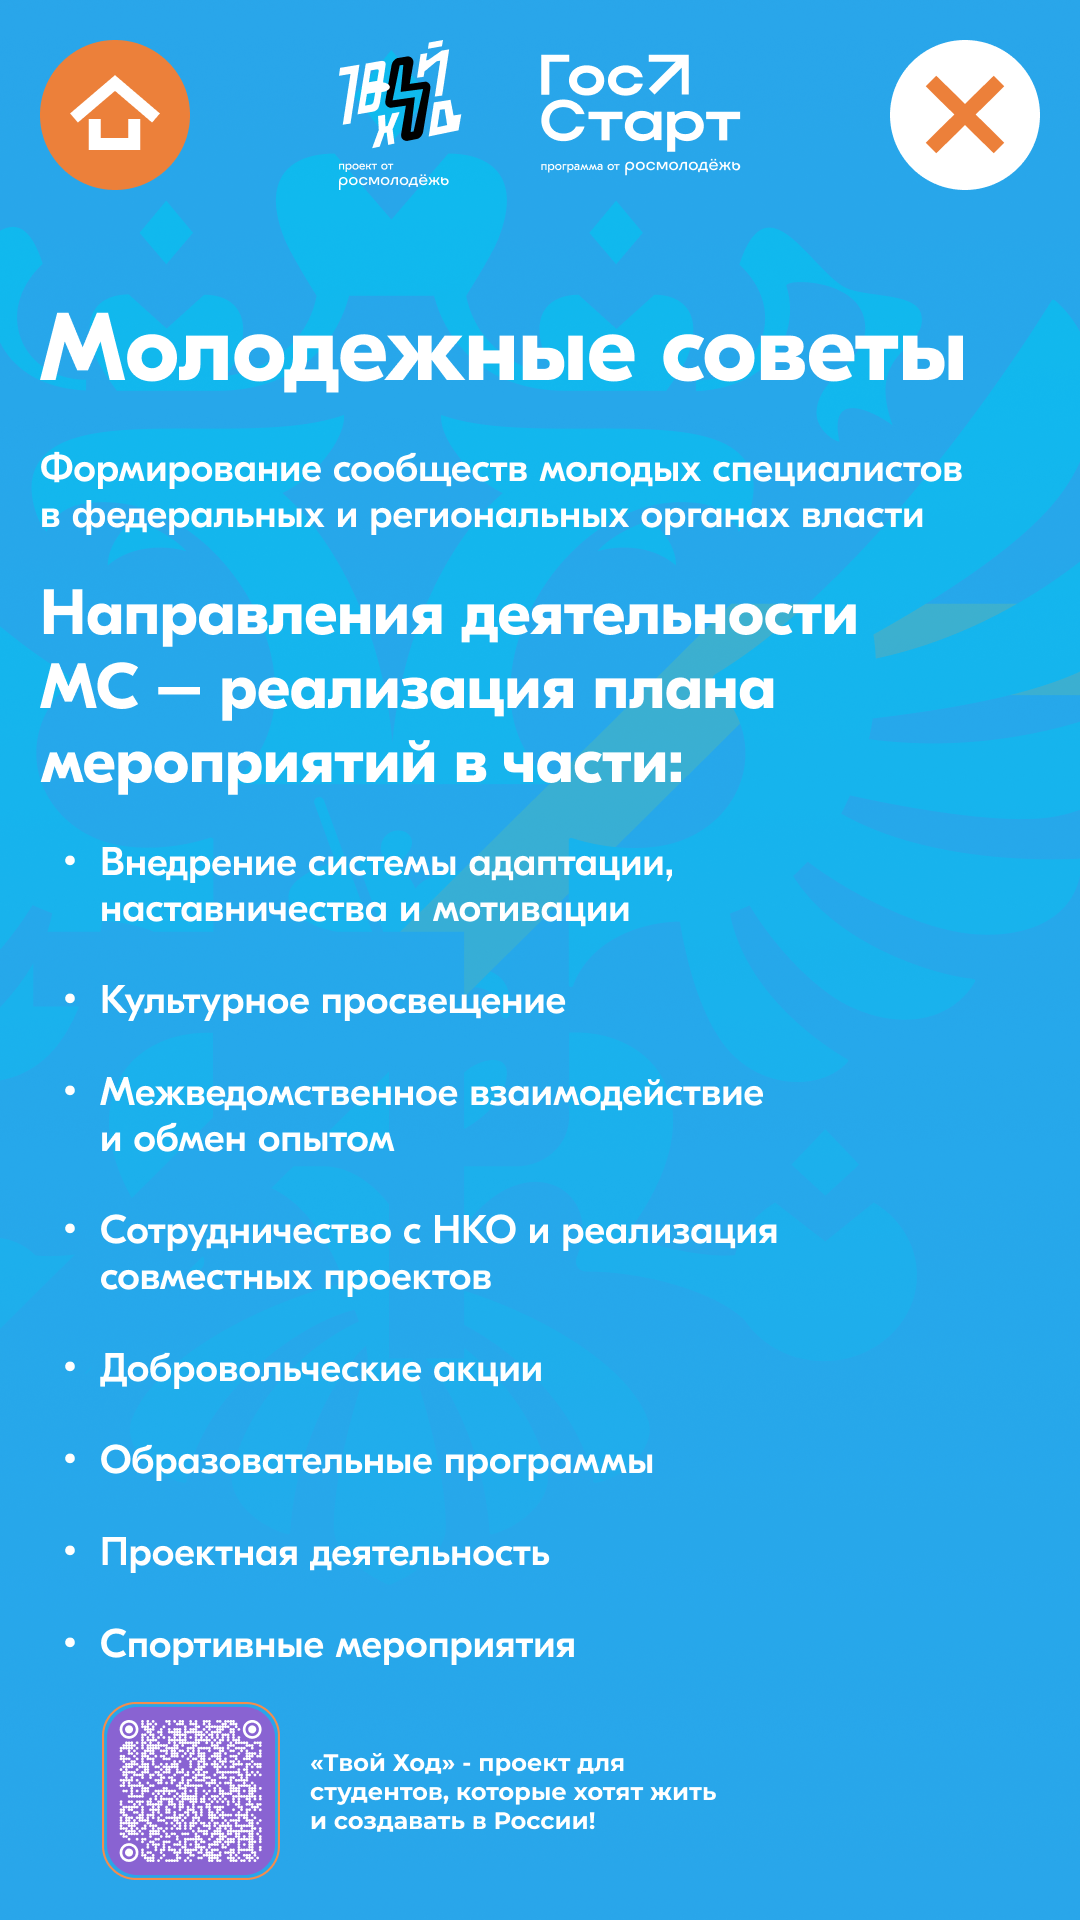 ТВОЙ
ХОД
проект от
росмолодёжь
Гос
Старт
программа от росмолодёжь
Молодежные советы
Формирование сообществ молодых специалистов
в федеральных и региональных органах власти
Направления деятельности
МС – реализация плана
мероприятий в части:
• Внедрение системы адаптации,
наставничества и мотивации
• Культурное просвещение
• Межведомственное взаимодействие
и обмен опытом
• Сотрудничество с НКО и реализация
совместных проектов
• Добровольческие акции
• Образовательные программы
• Проектная деятельность
• Спортивные мероприятия
«Твой Ход» - проект для
студентов, которые хотят жить
и создавать в России!